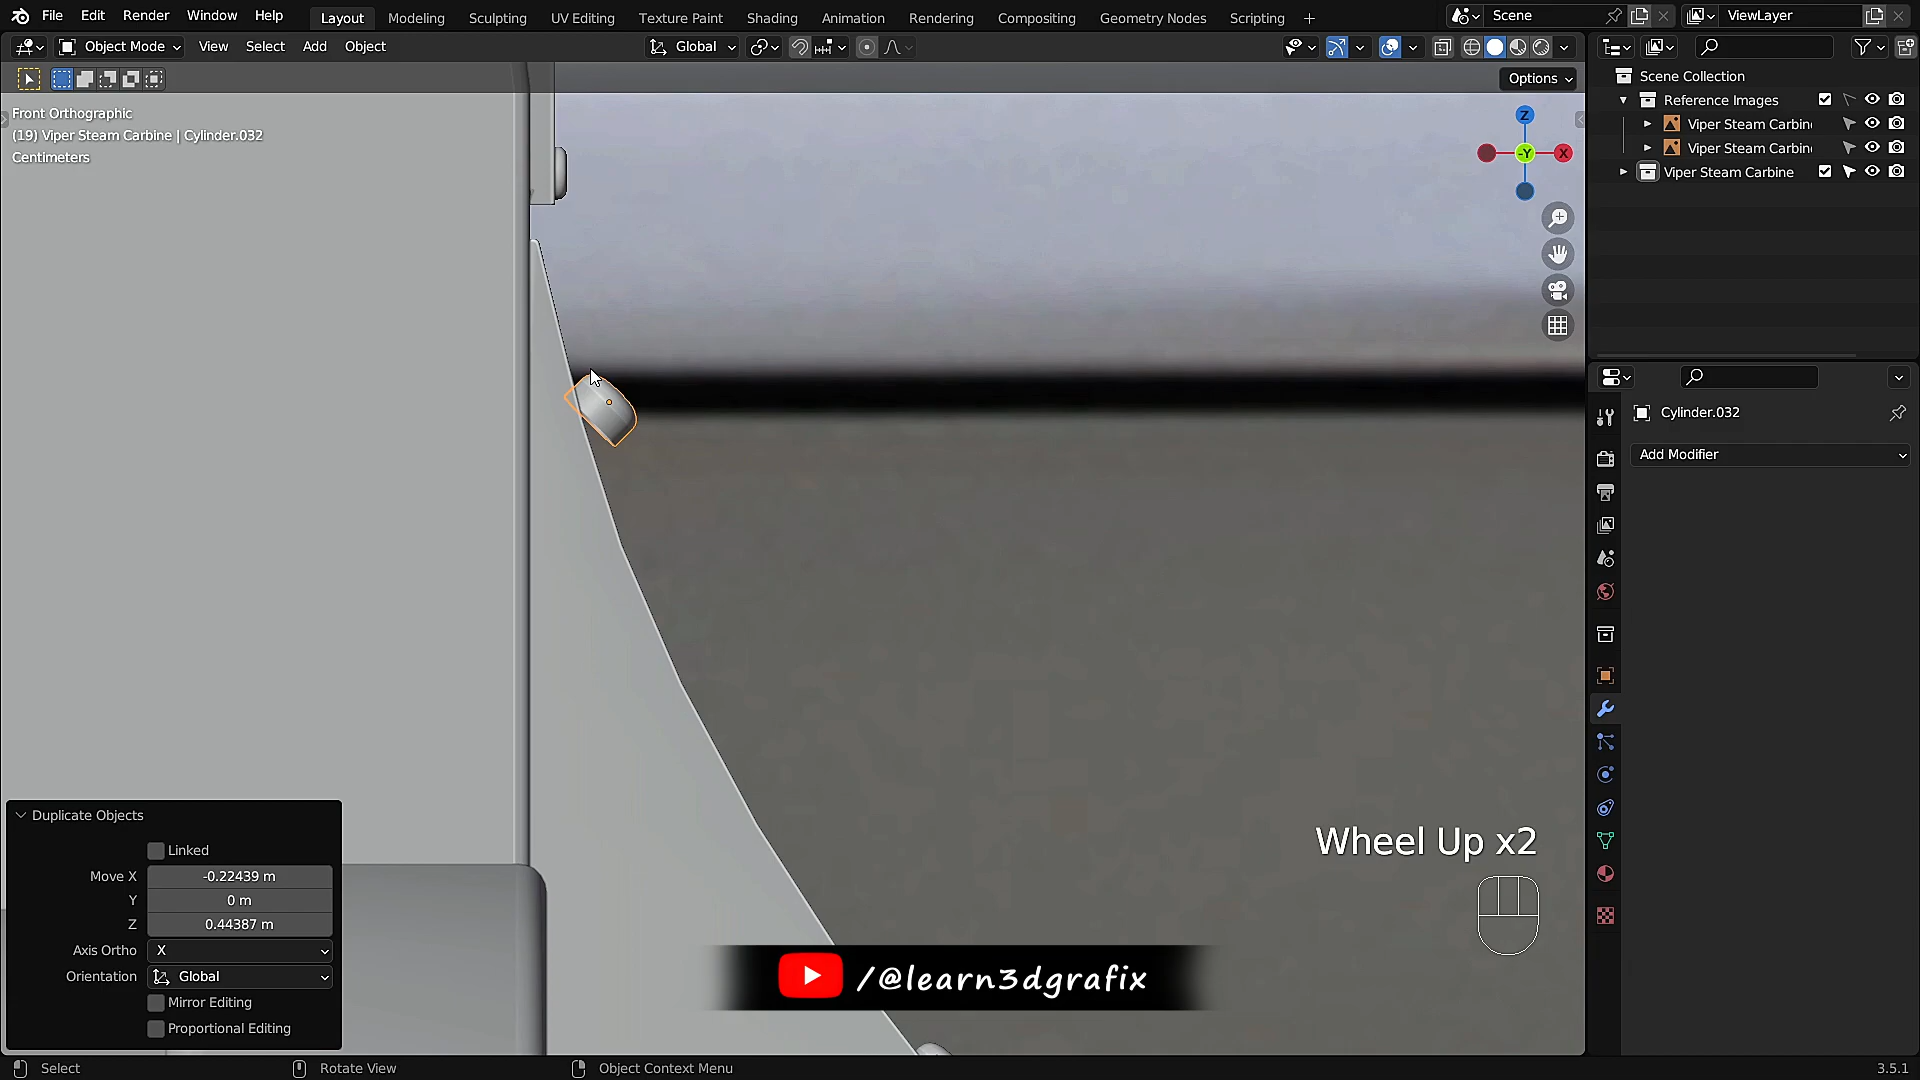 File Edit Render Window Help Layout Modeling Sculpting UV Editing Texture Paint Shading Animation Rendering Compositing Geometry Nodes Scripting + Scene ViewLayer
Object Mode View Select Add Object Global
Options
Front Orthographic
(19) Viper Steam Carbine | Cylinder.032
Centimeters
Z
-Y
X
Scene Collection
Reference Images
Viper Steam Carbin
Viper Steam Carbin
Viper Steam Carbine
Cylinder.032
Add Modifier
Duplicate Objects
Linked
Move X -0.22439 m
Y 0 m
Z 0.44387 m
Axis Ortho X
Orientation Global
Mirror Editing
Proportional Editing
Wheel Up x2
/@learn3dgrafix
Select Rotate View Object Context Menu 3.5.1